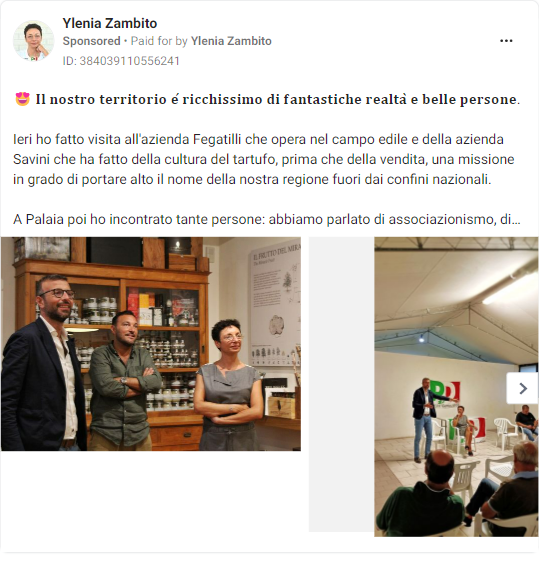 Ylenia Zambito
Sponsored • Paid for by Ylenia Zambito
ID: 384039110556241
😍 𝐈𝐥 𝐧𝐨𝐬𝐭𝐫𝐨 𝐭𝐞𝐫𝐫𝐢𝐭𝐨𝐫𝐢𝐨 𝐞́ 𝐫𝐢𝐜𝐜𝐡𝐢𝐬𝐬𝐢𝐦𝐨 𝐝𝐢 𝐟𝐚𝐧𝐭𝐚𝐬𝐭𝐢𝐜𝐡𝐞 𝐫𝐞𝐚𝐥𝐭𝐚̀ 𝐞 𝐛𝐞𝐥𝐥𝐞 𝐩𝐞𝐫𝐬𝐨𝐧𝐞.
Ieri ho fatto visita all'azienda Fegatilli che opera nel campo edile e della azienda
Savini che ha fatto della cultura del tartufo, prima che della vendita, una missione
in grado di portare alto il nome della nostra regione fuori dai confini nazionali.
A Palaia poi ho incontrato tante persone: abbiamo parlato di associazionismo, di...
IL FRUTTO DEL
PD